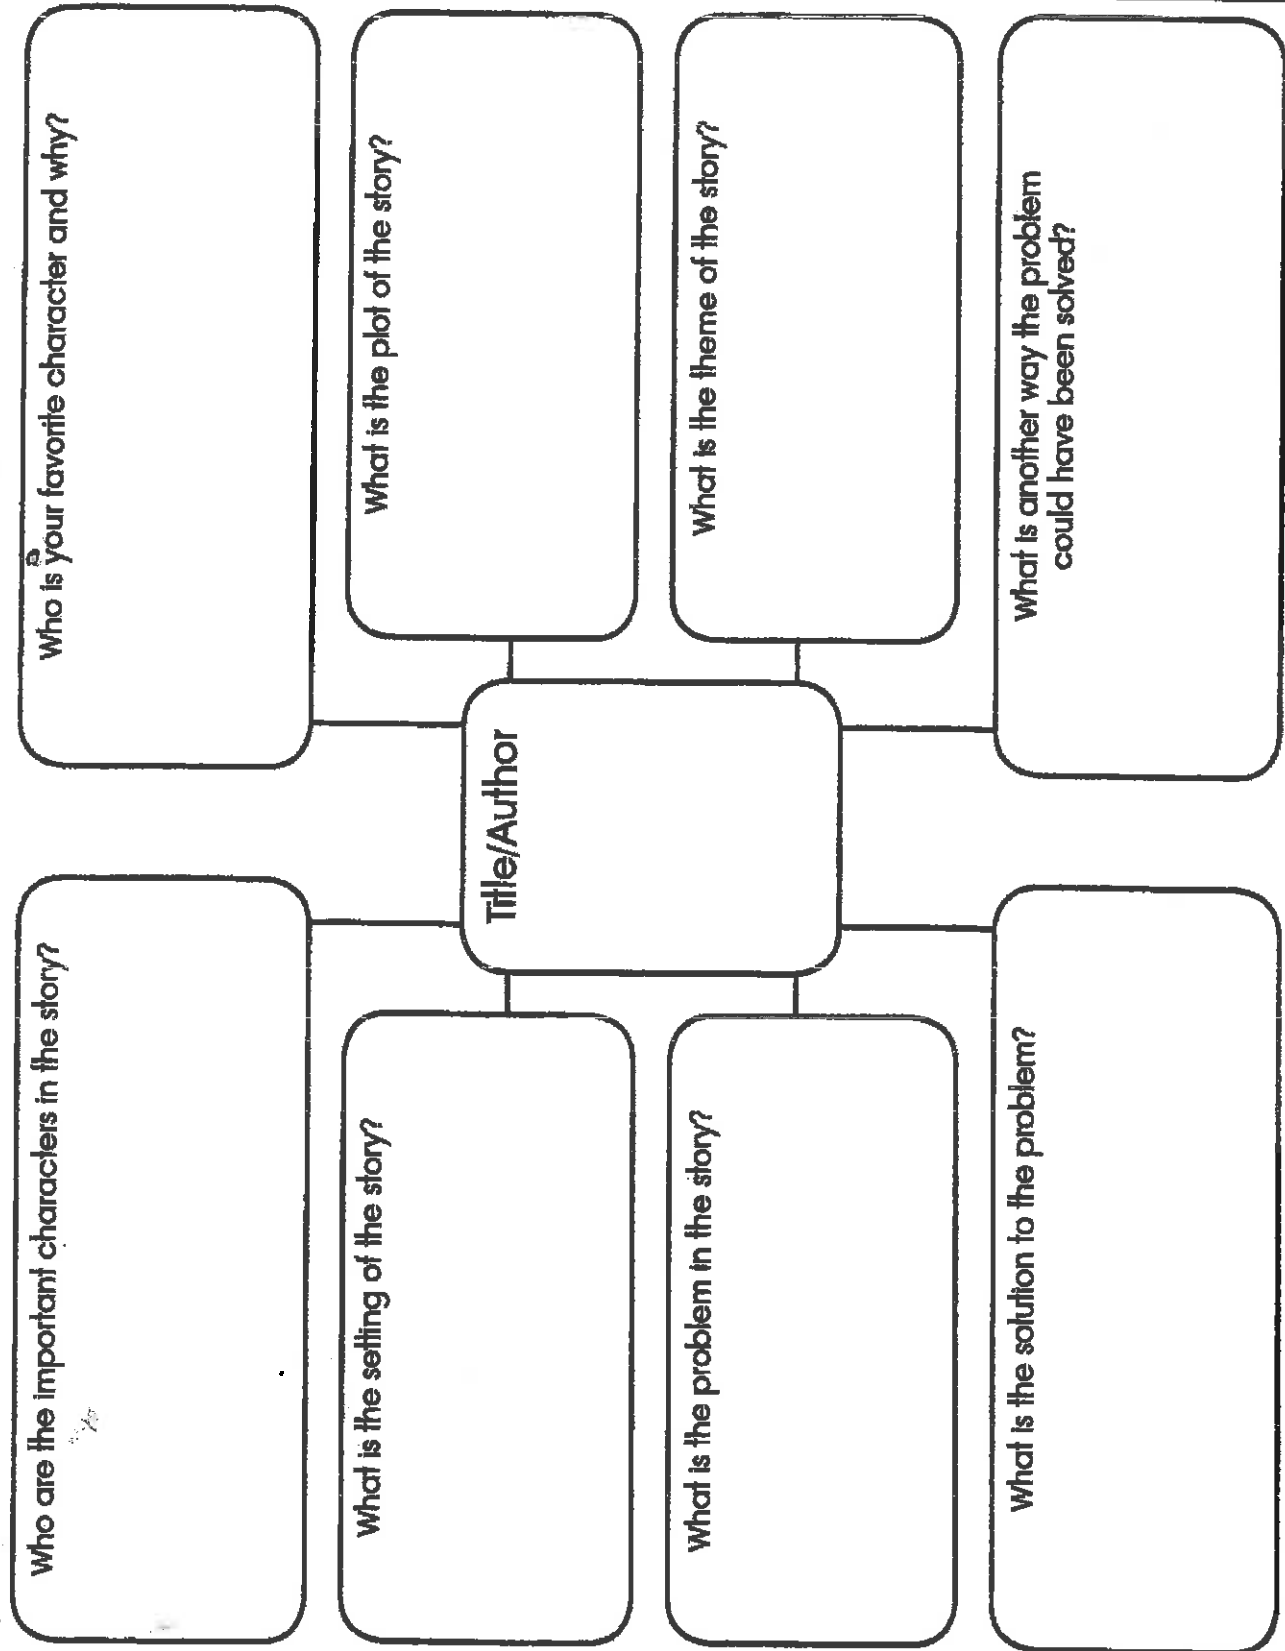 Who are the important characters in the story?
Who is your favorite character and why?
What is the setting of the story?
What is the plot of the story?
Title/Author
What is the problem in the story?
What is the theme of the story?
What is the solution to the problem?
What is another way the problem
could have been solved?